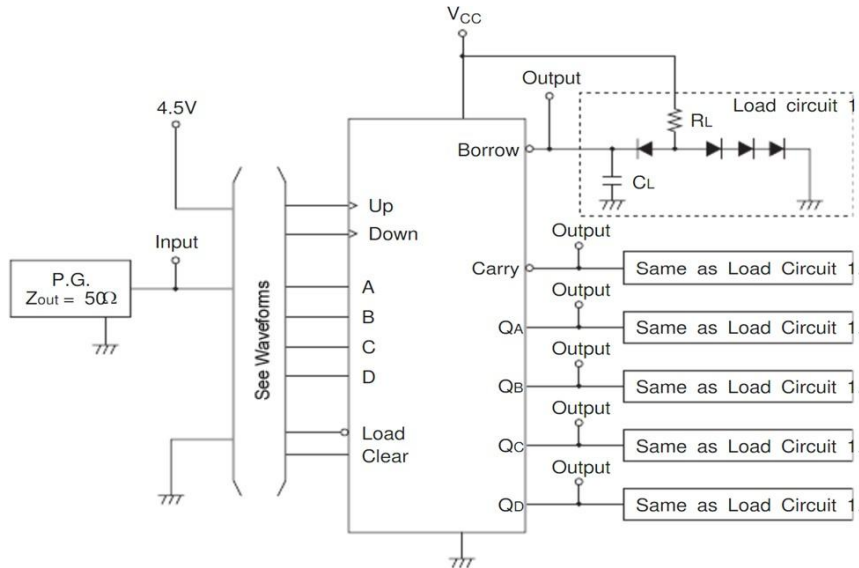 VCC
Output
Load circuit 1
RL
4.5V
Borrow
CL
Up
Down
Output
Input
Carry
Same as Load Circuit 1.
P.G.
Zout = 50Ω
See Waveforms
Output
A
B
QA
Same as Load Circuit 1.
C
Output
D
QB
Same as Load Circuit 1.
Output
Load
QC
Same as Load Circuit 1.
Clear
Output
QD
Same as Load Circuit 1.